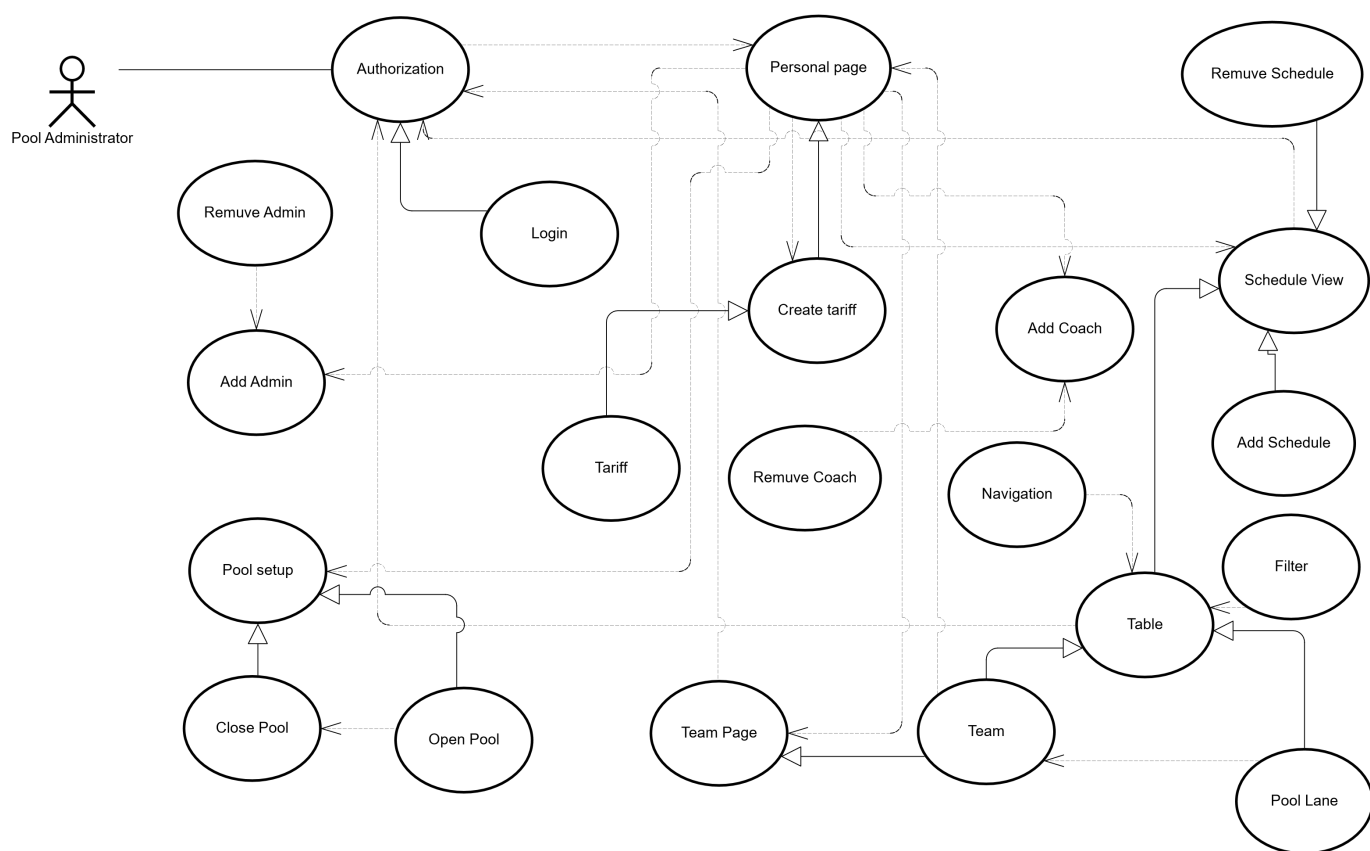 Authorization
Personal page
Remuve Schedule
Pool Administrator
Remuve Admin
Login
Schedule View
Create tariff
Add Coach
Add Admin
Add Schedule
Tariff
Remuve Coach
Navigation
Pool setup
Filter
Table
Close Pool
Open Pool
Team Page
Team
Pool Lane